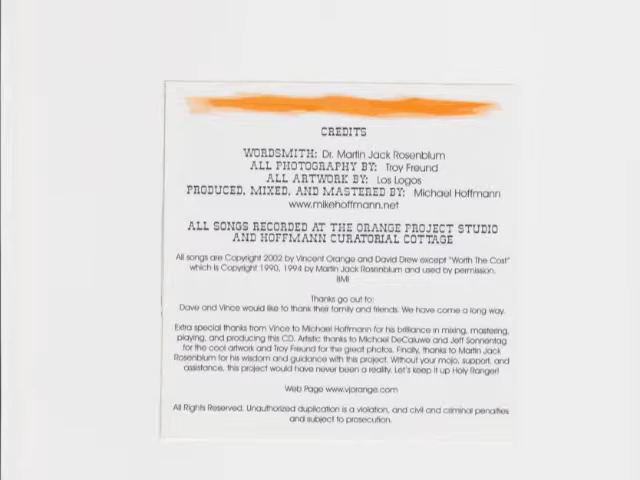 CREDITS
WORDSMITH: Dr. Martin Jack Rosenblum
ALL PHOTOGRAPHY BY: Troy Freund
ALL ARTWORK BY: Los Logos
PRODUCED, MIXED, AND MASTERED BY: Michael Hoffmann
www.mikehoffmann.net
ALL SONGS RECORDED AT THE ORANGE PROJECT STUDIO
AND HOFFMANN CURATORIAL COTTAGE
All songs are Copyright 2002 by Vincent Orange and David Drew except "Worth The Cost"
which is Copyright 1990, 1994 by Martin Jack Rosenblum and used by permission.
BMI
Thanks go out to:
Dave and Vince would like to thank their family and friends. We have come a long way.
Extra special thanks from Vince to Michael Hoffmann for his brilliance in mixing, mastering,
playing, and producing this CD. Artistic thanks to Michael DeCaluwe and Jeff Sonnentag
for the cool artwork and Troy Freund for the great photos. Finally, thanks to Martin Jack
Rosenblum for his wisdom and guidance with this project. Without your mojo, support, and
assistance, this project would have never been a reality. Let's keep it up Holy Ranger!
Web Page www.vjorange.com
All Rights Reserved. Unauthorized duplication is a violation, and civil and criminal penalties
and subject to prosecution.